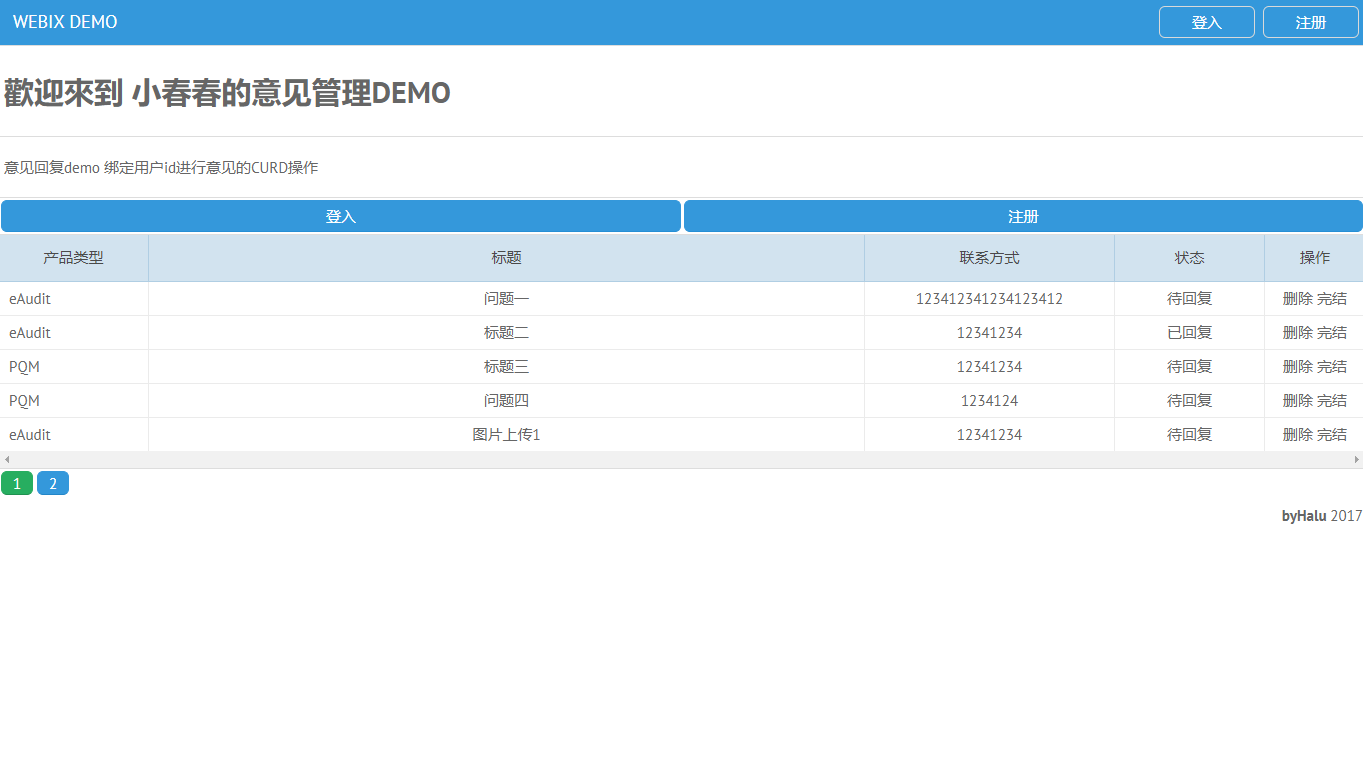 WEBIX DEMO 登入 注册
歡迎來到 小春春的意见管理DEMO
意见回复demo 绑定用户id进行意见的CURD操作
登入 注册
产品类型 标题 联系方式 状态 操作
eAudit 问题一 123412341234123412 待回复 删除 完结
eAudit 标题二 12341234 已回复 删除 完结
PQM 标题三 12341234 待回复 删除 完结
PQM 问题四 1234124 待回复 删除 完结
eAudit 图片上传1 12341234 待回复 删除 完结
1 2
byHalu 2017